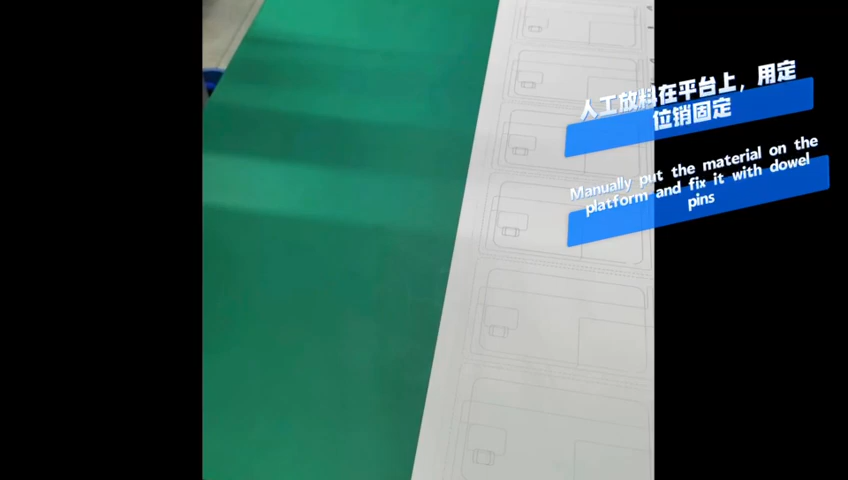 人工放料在平台上，用定
位销固定
Manually put the material on the
platform and fix it with dowel
pins